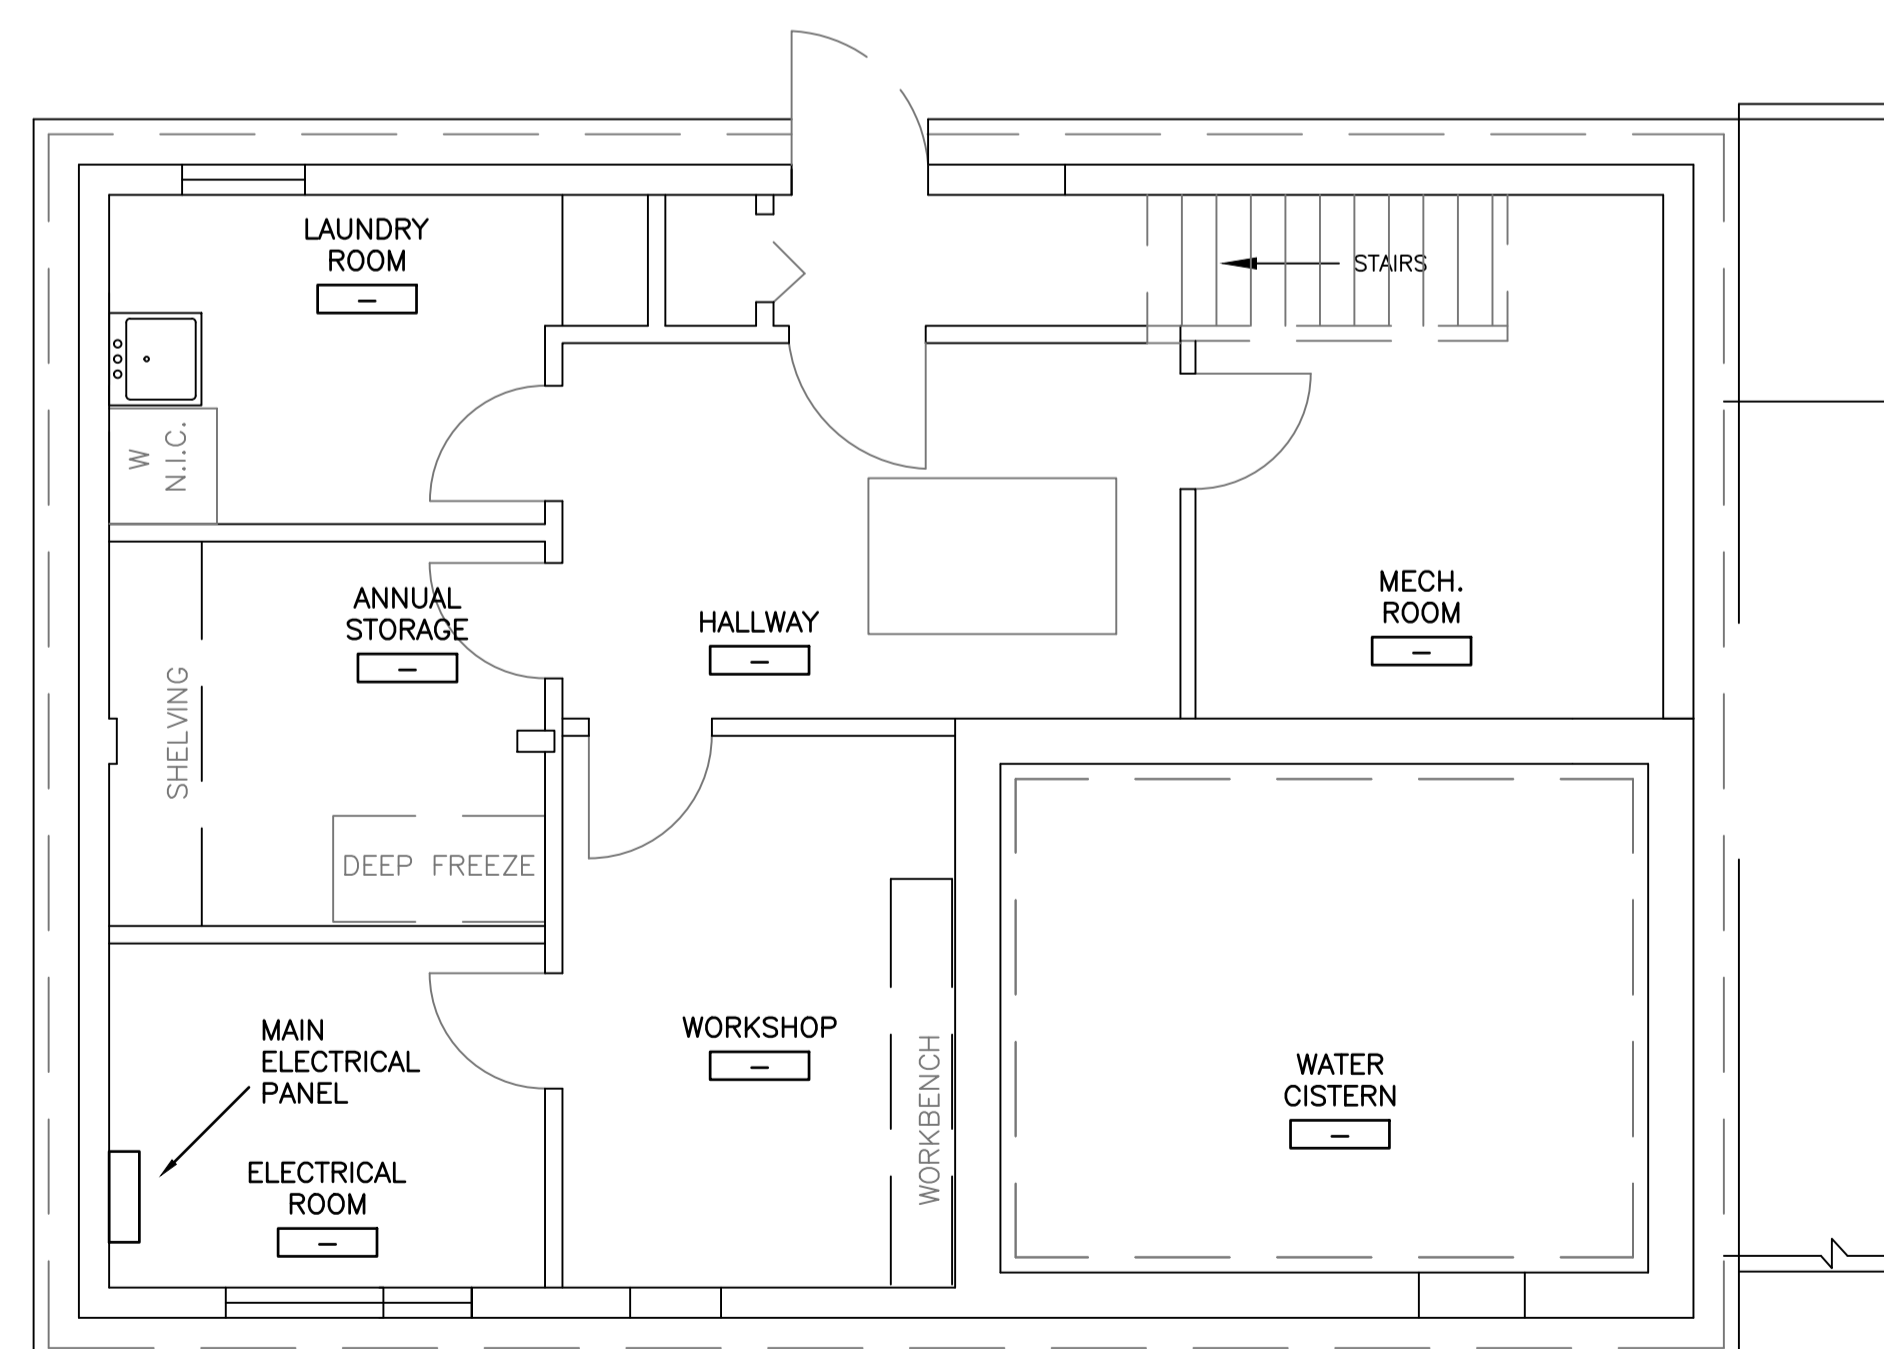 LAUNDRY
ROOM
–
STAIRS
W
N.I.C.
ANNUAL
STORAGE
–
HALLWAY
–
MECH.
ROOM
–
SHELVING
DEEP FREEZE
MAIN
ELECTRICAL
PANEL
WORKSHOP
–
WORKBENCH
WATER
CISTERN
–
ELECTRICAL
ROOM
–